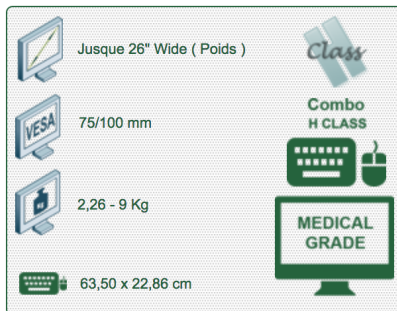 Jusque 26" Wide ( Poids )
Class
VESA
75/100 mm
Combo
H CLASS
2,26 - 9 Kg
MEDICAL
GRADE
63,50 x 22,86 cm